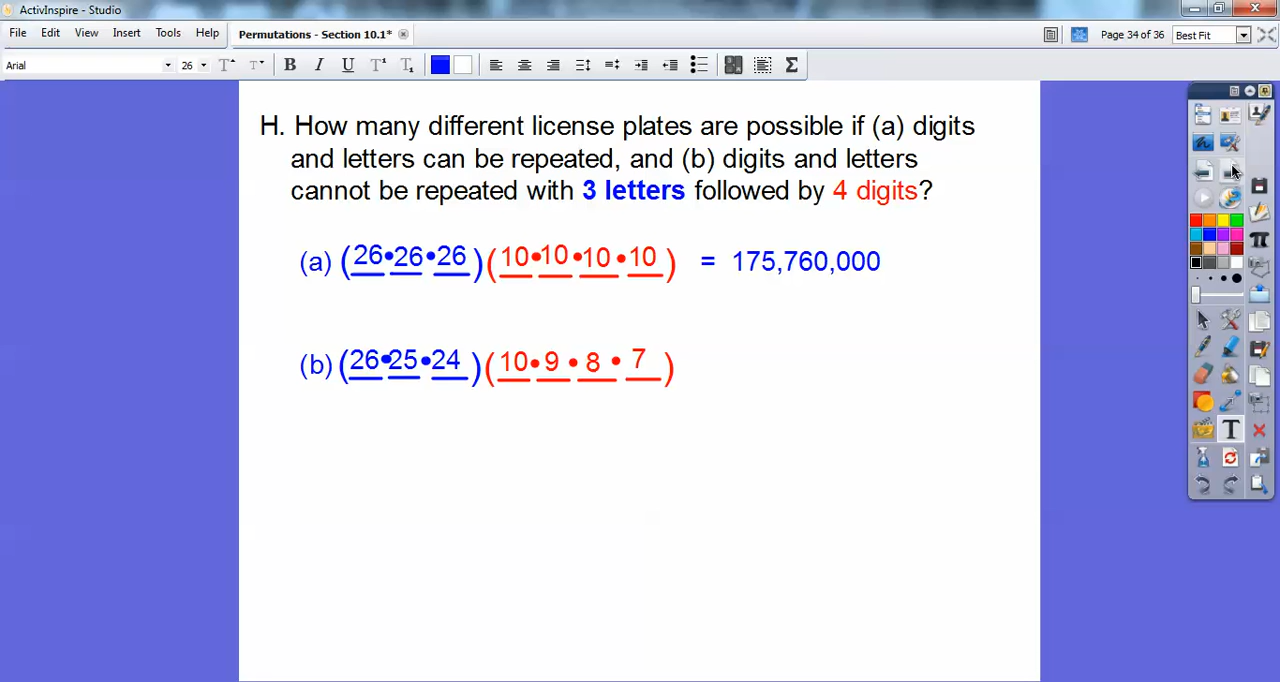 ActivInspire - Studio
File Edit View Insert Tools Help
Permutations - Section 10.1*
Page 34 of 36
Best Fit
Arial 26 T T B I U T¹ T₁ Σ
H. How many different license plates are possible if (a) digits
and letters can be repeated, and (b) digits and letters
cannot be repeated with 3 letters followed by 4 digits?
(a) (26•26•26)(10•10•10•10) = 175,760,000
(b) (26•25•24)(10•9•8•7)
π
T